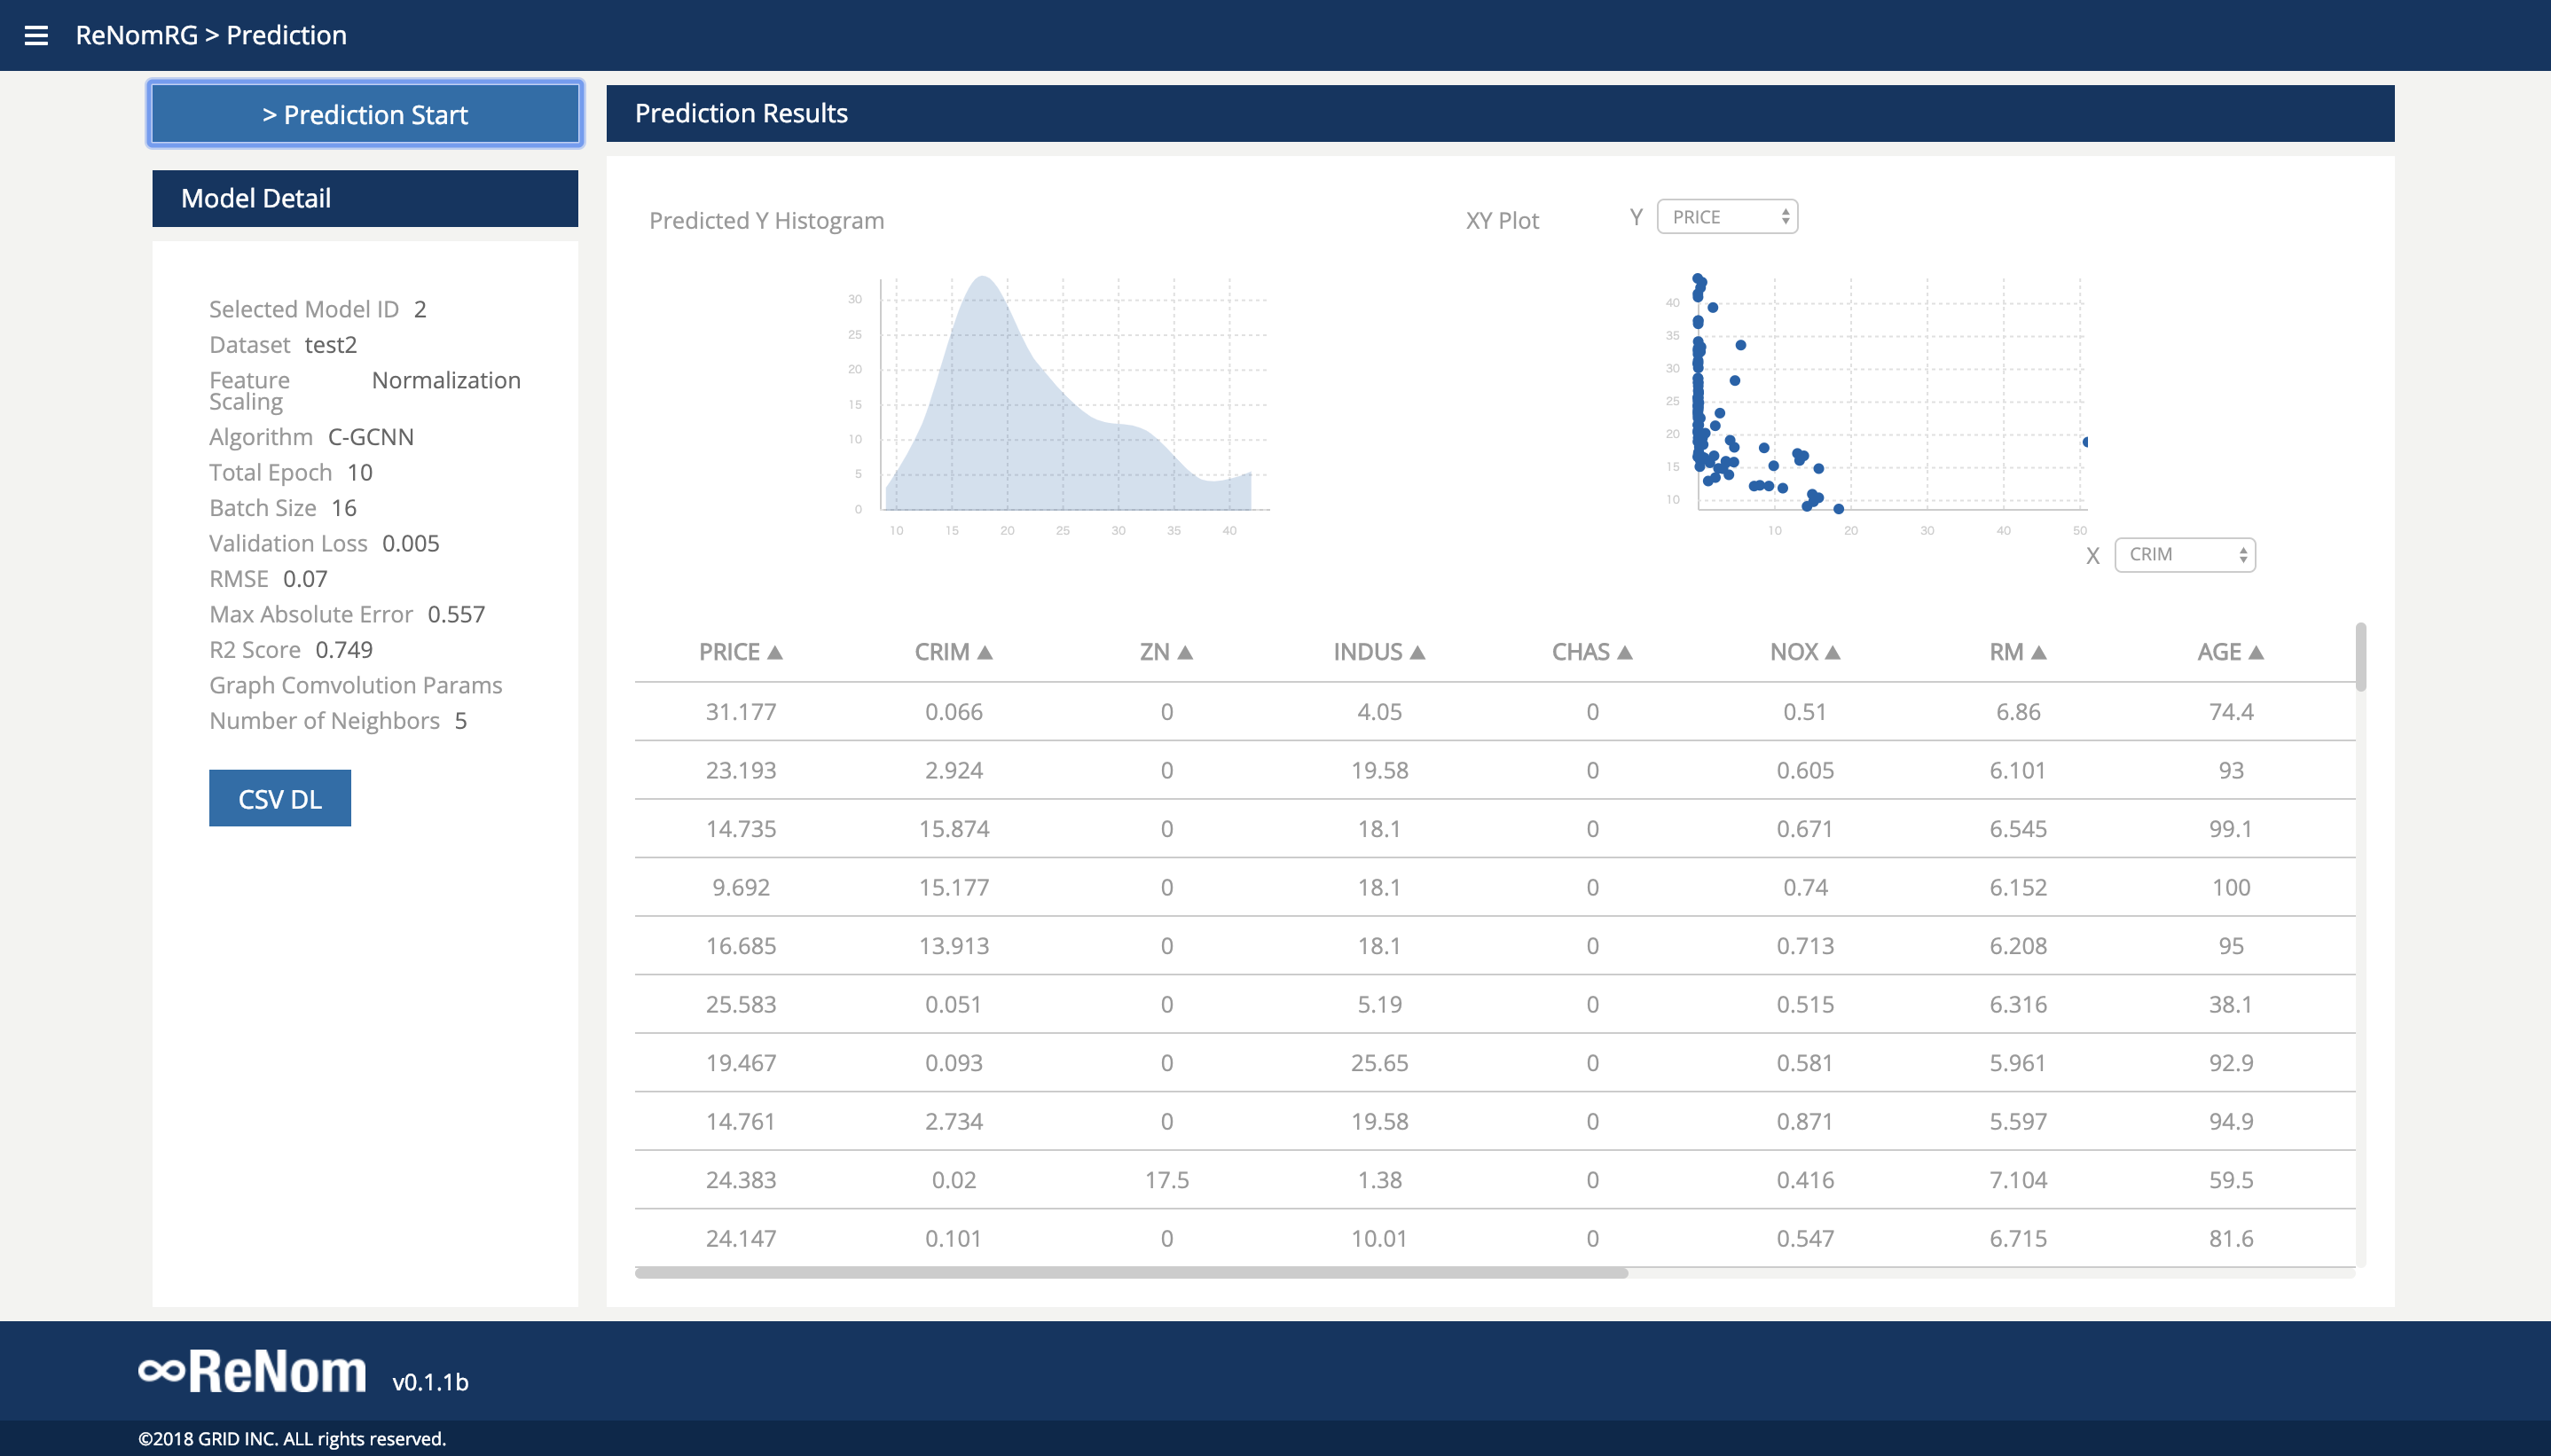 ReNomRG > Prediction
> Prediction Start
Model Detail
Selected Model ID 2
Dataset test2
Feature Scaling Normalization
Algorithm C-GCNN
Total Epoch 10
Batch Size 16
Validation Loss 0.005
RMSE 0.07
Max Absolute Error 0.557
R2 Score 0.749
Graph Comvolution Params
Number of Neighbors 5
CSV DL
Prediction Results
Predicted Y Histogram
30
25
20
15
10
5
0
10 15 20 25 30 35 40
XY Plot Y PRICE
40
35
30
25
20
15
10
10 20 30 40 50
X CRIM
PRICE ▲ CRIM ▲ ZN ▲ INDUS ▲ CHAS ▲ NOX ▲ RM ▲ AGE ▲
31.177 0.066 0 4.05 0 0.51 6.86 74.4
23.193 2.924 0 19.58 0 0.605 6.101 93
14.735 15.874 0 18.1 0 0.671 6.545 99.1
9.692 15.177 0 18.1 0 0.74 6.152 100
16.685 13.913 0 18.1 0 0.713 6.208 95
25.583 0.051 0 5.19 0 0.515 6.316 38.1
19.467 0.093 0 25.65 0 0.581 5.961 92.9
14.761 2.734 0 19.58 0 0.871 5.597 94.9
24.383 0.02 17.5 1.38 0 0.416 7.104 59.5
24.147 0.101 0 10.01 0 0.547 6.715 81.6
∞ReNom v0.1.1b
©2018 GRID INC. ALL rights reserved.